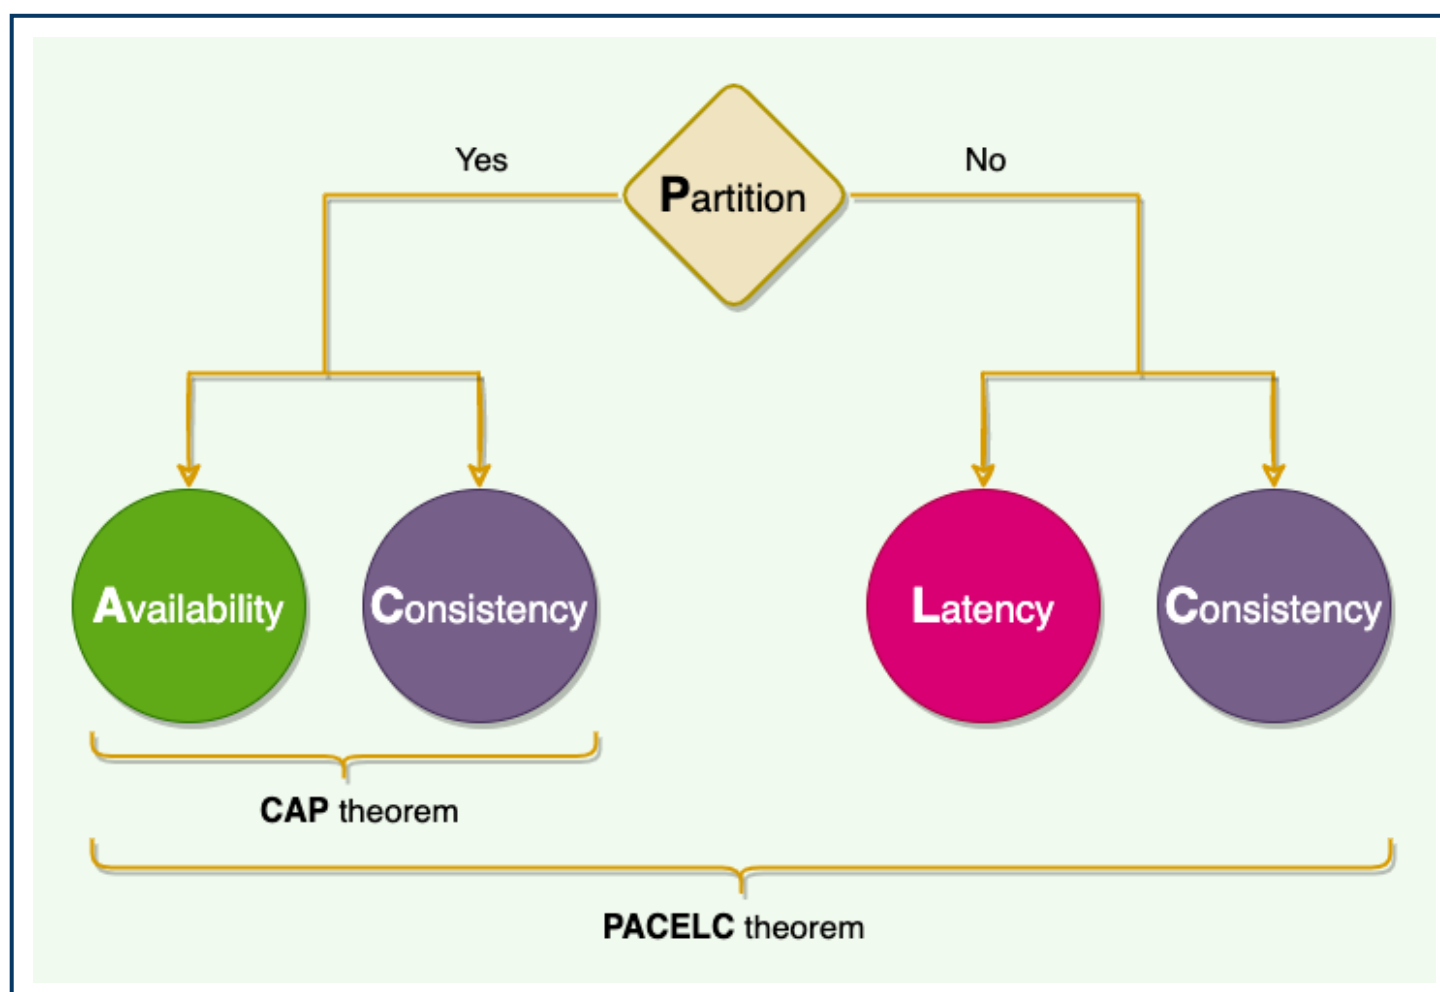 Yes
No
Partition
Availability
Consistency
Latency
Consistency
CAP theorem
PACELC theorem